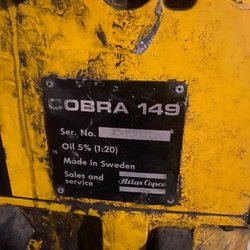 COBRA 149
Ser. No.
Oil 5% (1:20)
Made in Sweden
Sales and
service
Atlas Copco